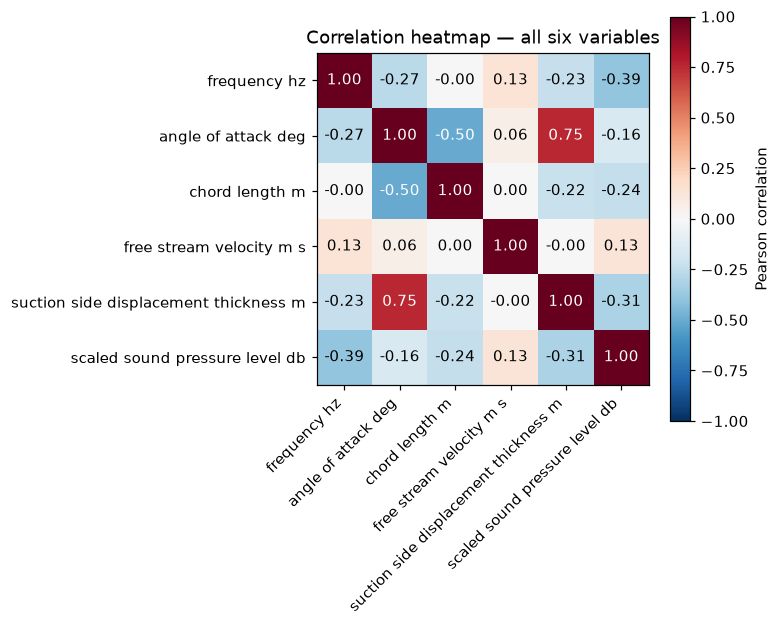 Correlation heatmap — all six variables
frequency hz 1.00 -0.27 -0.00 0.13 -0.23 -0.39
angle of attack deg -0.27 1.00 -0.50 0.06 0.75 -0.16
chord length m -0.00 -0.50 1.00 0.00 -0.22 -0.24
free stream velocity m s 0.13 0.06 0.00 1.00 -0.00 0.13
suction side displacement thickness m -0.23 0.75 -0.22 -0.00 1.00 -0.31
scaled sound pressure level db -0.39 -0.16 -0.24 0.13 -0.31 1.00
frequency hz
angle of attack deg
chord length m
free stream velocity m s
suction side displacement thickness m
scaled sound pressure level db
1.00
0.75
0.50
0.25
0.00
−0.25
−0.50
−0.75
−1.00
Pearson correlation